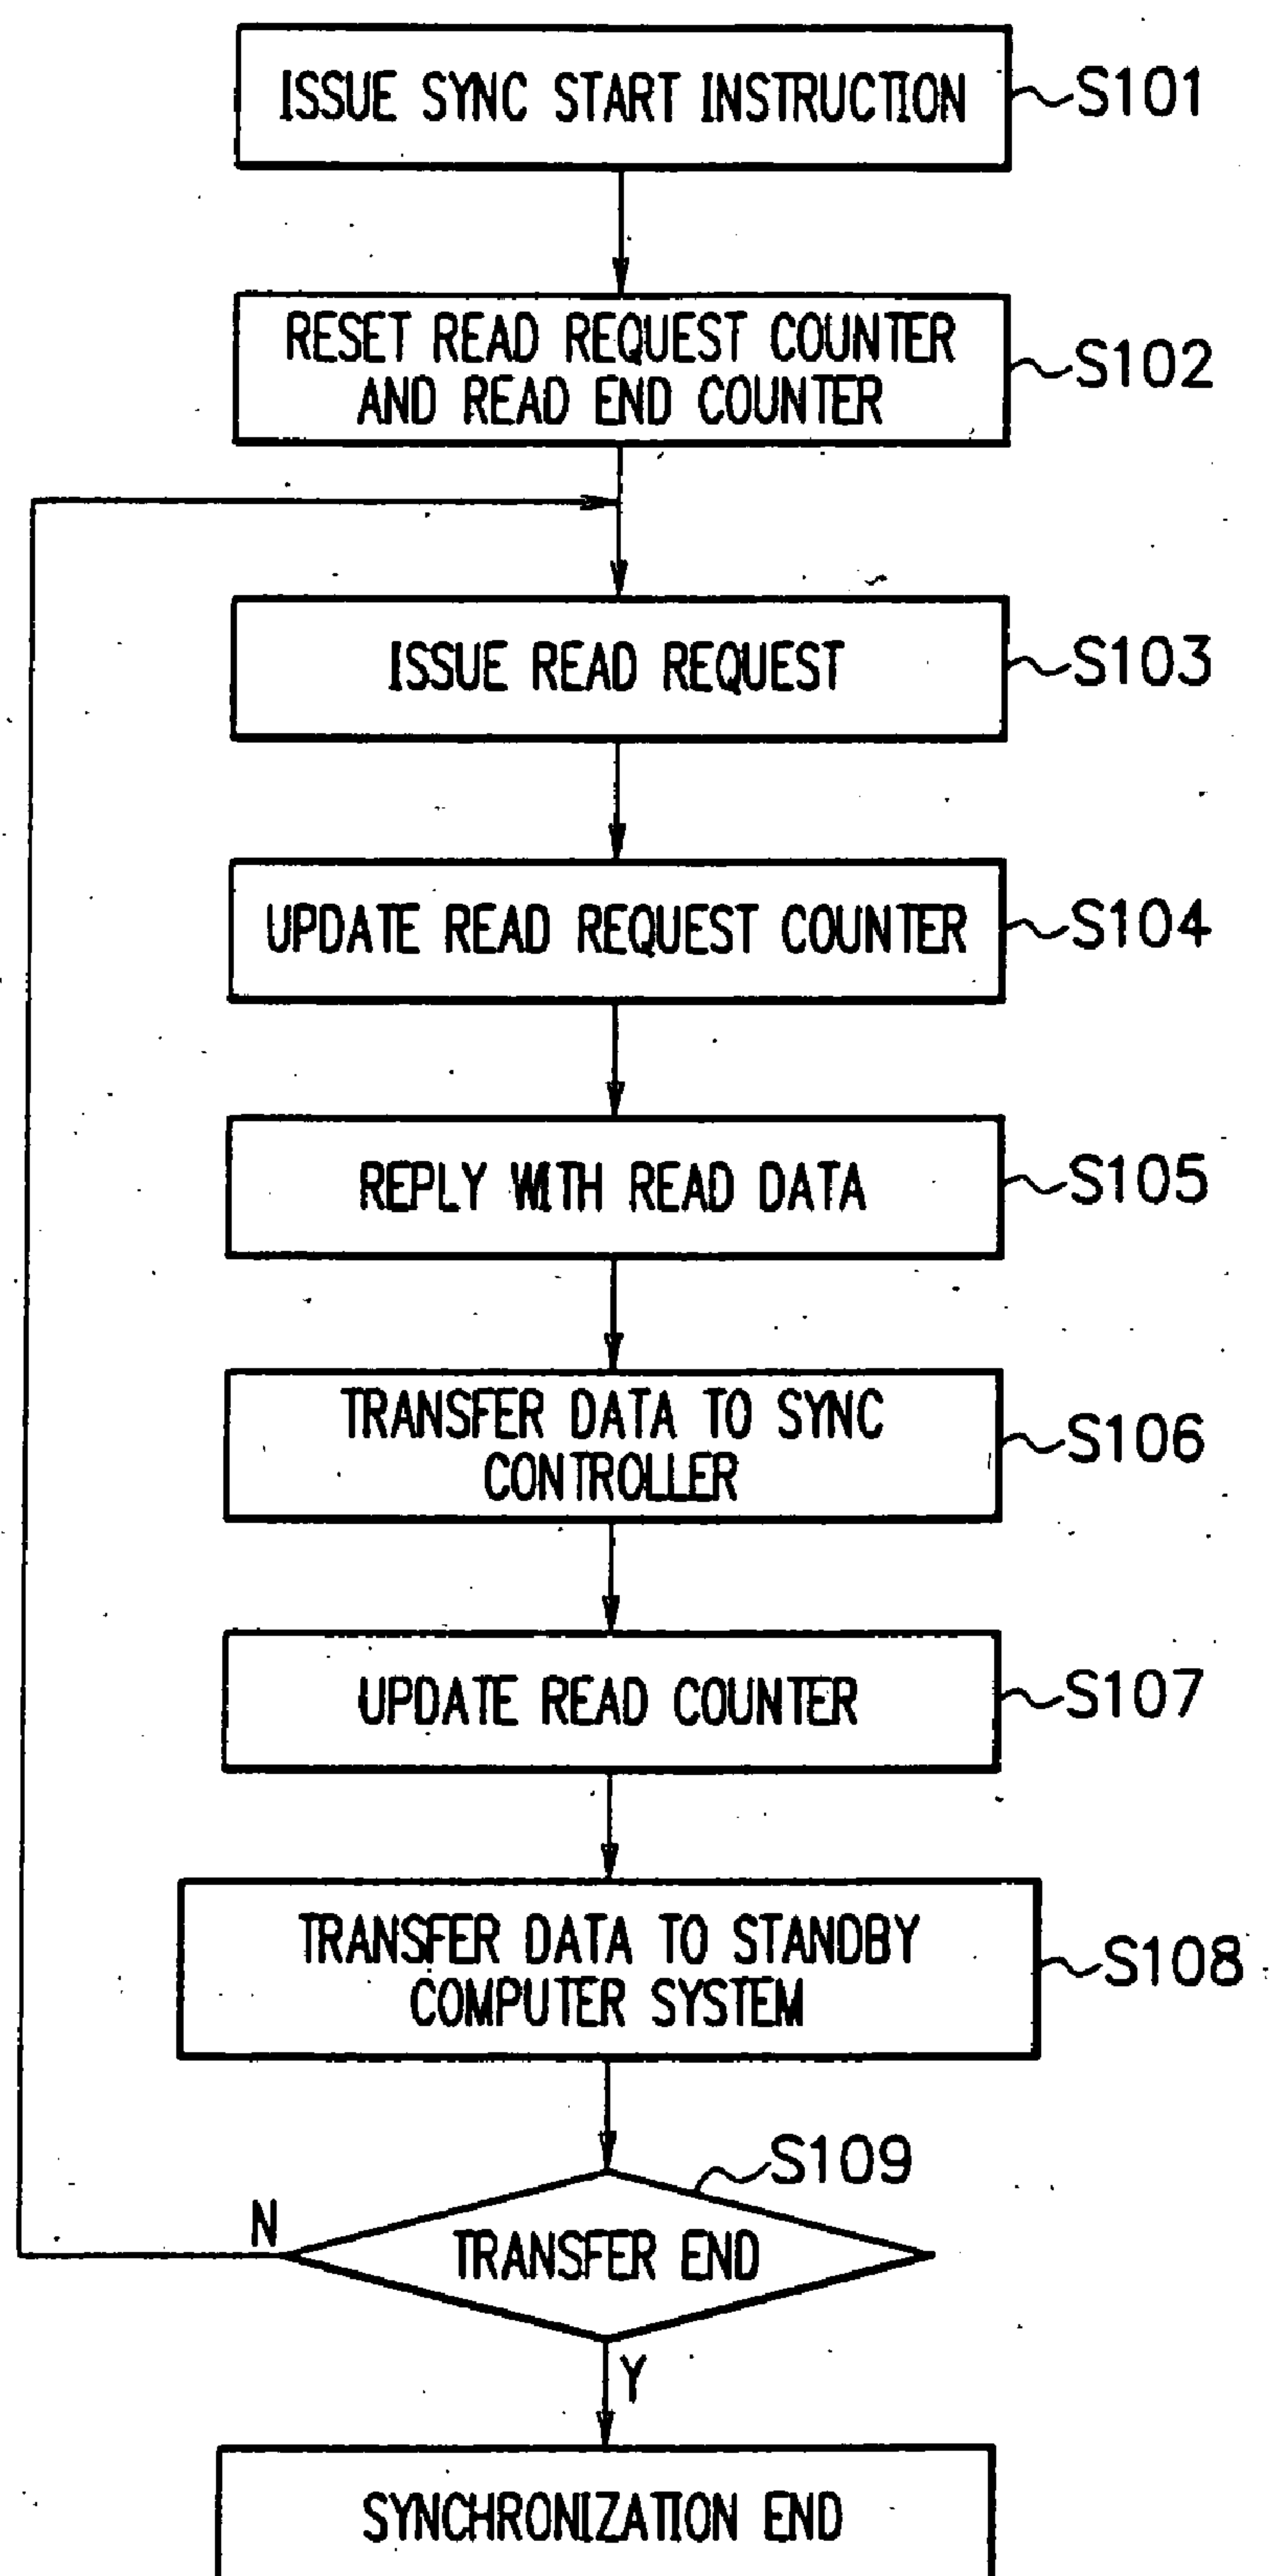 ISSUE SYNC START INSTRUCTION
S101
RESET READ REQUEST COUNTER
AND READ END COUNTER
S102
ISSUE READ REQUEST
S103
UPDATE READ REQUEST COUNTER
S104
REPLY WITH READ DATA
S105
TRANSFER DATA TO SYNC
CONTROLLER
S106
UPDATE READ COUNTER
S107
TRANSFER DATA TO STANDBY
COMPUTER SYSTEM
S108
S109
N
TRANSFER END
Y
SYNCHRONIZATION END